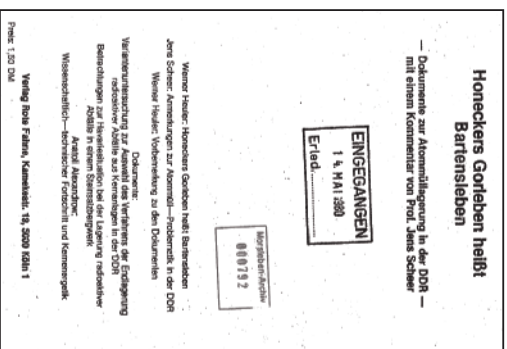 Honeckers Gorleben heißt
Bartensleben
— Dokumente zur Atommüllagerung in der DDR —
mit einem Kommentar von Prof. Jens Scheer
EINGEGANGEN
14. MAI 1980
Erled.
Morsleben-Archiv
000792
Werner Heuler: Honeckers Gorleben heißt Bartensleben
Jens Scheer: Anmerkungen zur Atommüll—Problematik in der DDR
Werner Heuler: Vorbemerkung zu den Dokumenten
Dokumente:
Variantenuntersuchung zur Auswahl des Verfahrens der Endlagerung
radioaktiver Abfälle aus Kernanlagen in der DDR
Betrachtungen zur Havariesituation bei der Lagerung radioaktiver
Abfälle in einem Steinsalzbergwerk
Anatoli Alexandrow:
Wissenschaftlich—technischer Fortschritt und Kernenergetik
Verlag Rote Fahne, Kamekestr. 19, 5000 Köln 1
Preis: 1,50 DM